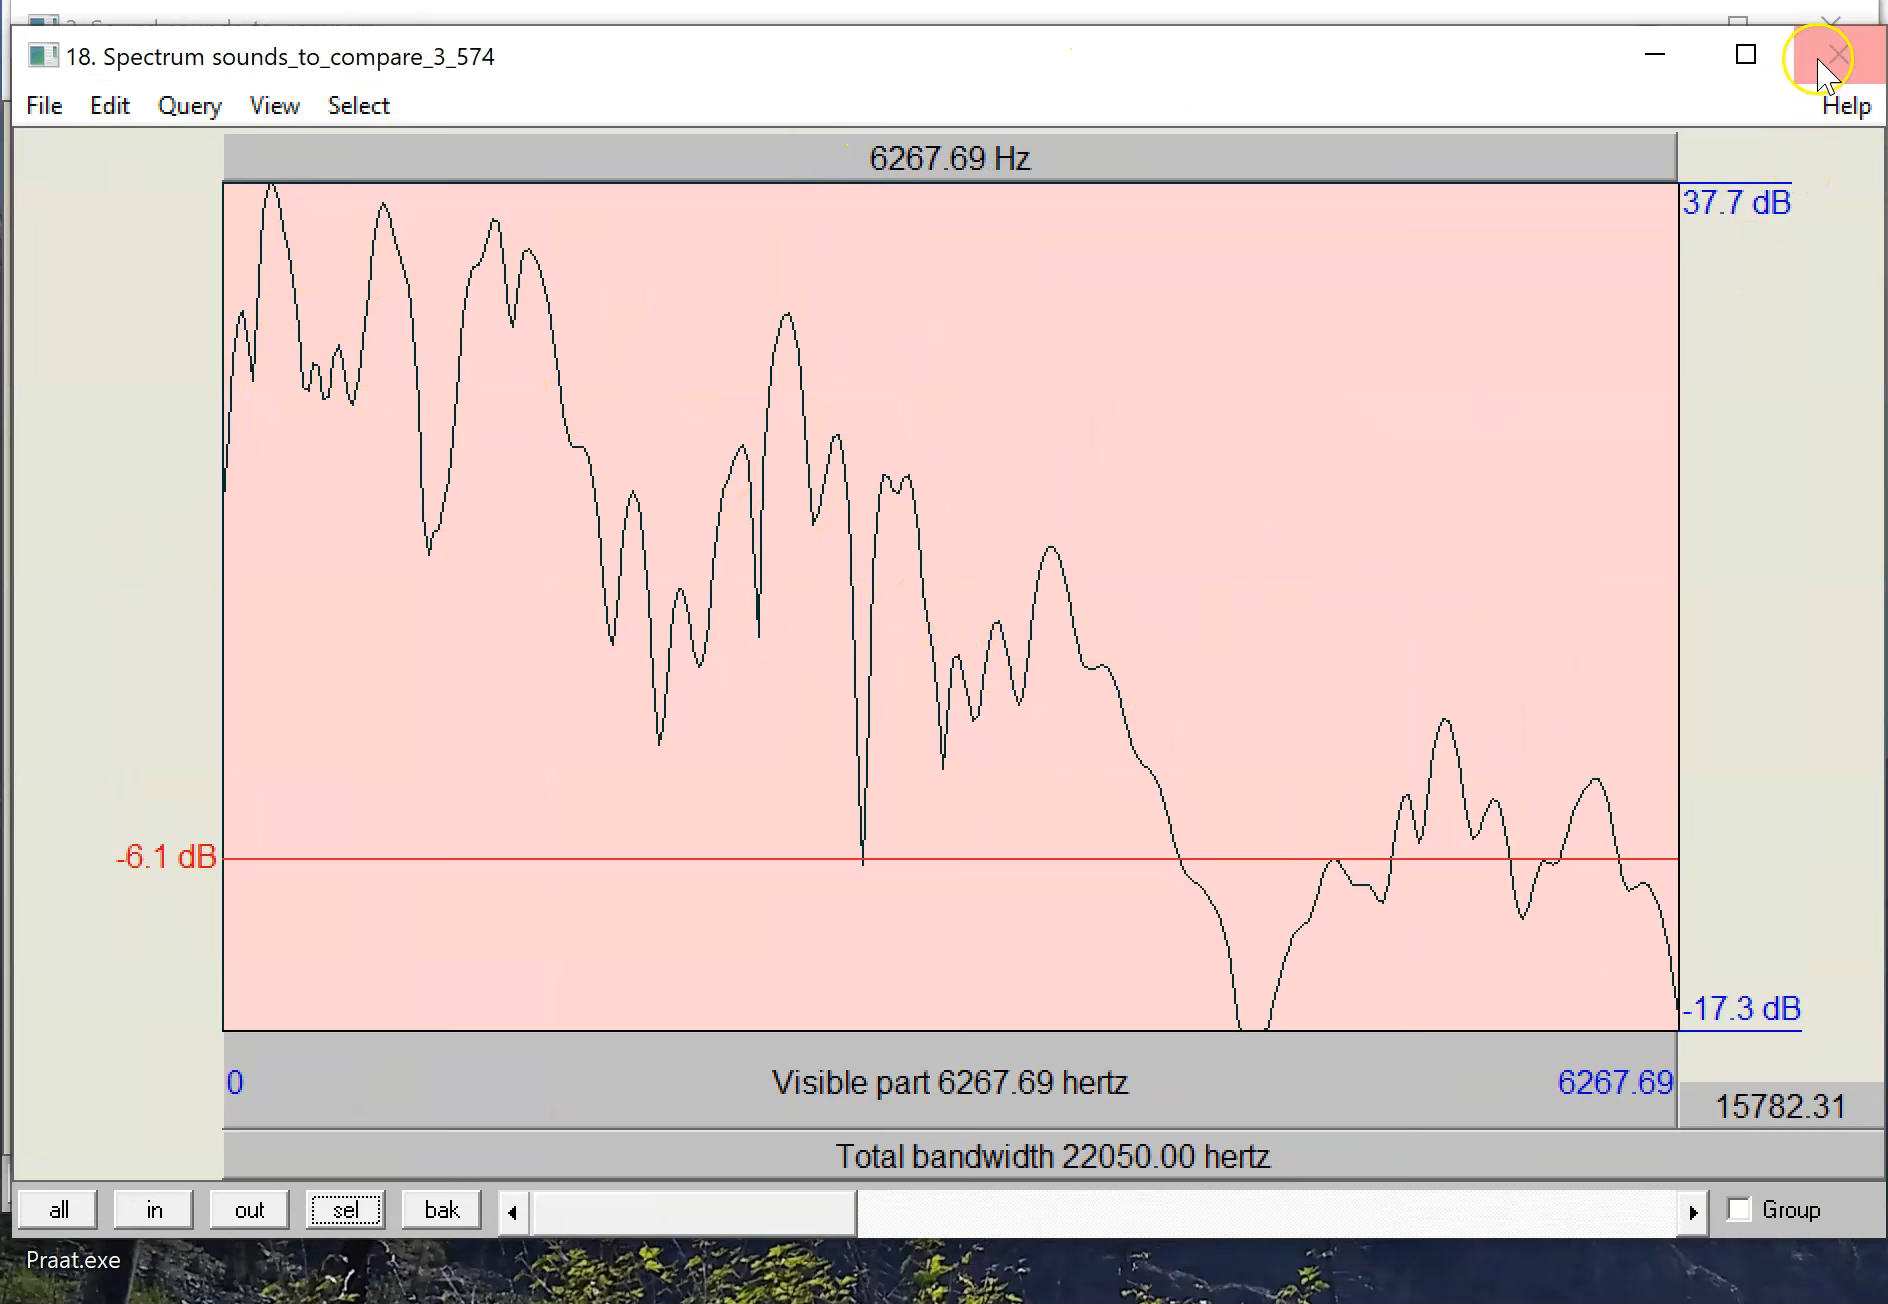 18. Spectrum sounds_to_compare_3_574
File Edit Query View Select Help
6267.69 Hz
37.7 dB
-6.1 dB
-17.3 dB
0 Visible part 6267.69 hertz 6267.69
15782.31
Total bandwidth 22050.00 hertz
all in out sel bak Group
Praat.exe